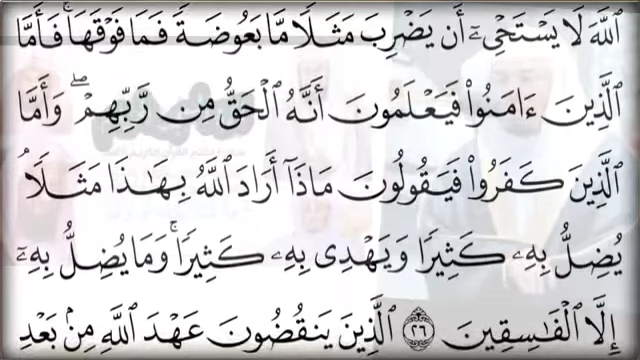 ٱللَّهَ لَا يَسْتَحْىِۦٓ أَن يَضْرِبَ مَثَلًا مَّا بَعُوضَةً فَمَا فَوْقَهَا ۚ فَأَمَّا
ٱلَّذِينَ ءَامَنُوا۟ فَيَعْلَمُونَ أَنَّهُ ٱلْحَقُّ مِن رَّبِّهِمْ ۖ وَأَمَّا
ٱلَّذِينَ كَفَرُوا۟ فَيَقُولُونَ مَاذَآ أَرَادَ ٱللَّهُ بِهَـٰذَا مَثَلًا ۘ
يُضِلُّ بِهِۦ كَثِيرًا وَيَهْدِى بِهِۦ كَثِيرًا ۚ وَمَا يُضِلُّ بِهِۦٓ
إِلَّا ٱلْفَـٰسِقِينَ ٢٦ ٱلَّذِينَ يَنقُضُونَ عَهْدَ ٱللَّهِ مِنۢ بَعْدِ